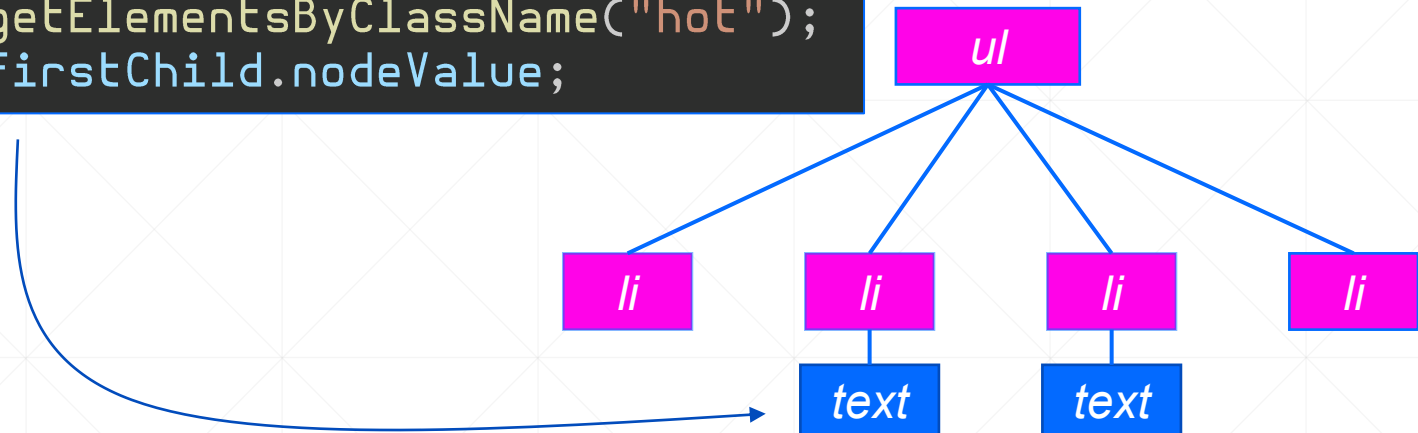 getElementsByClassName("hot");
firstChild.nodeValue;
ul
li li li li
text text